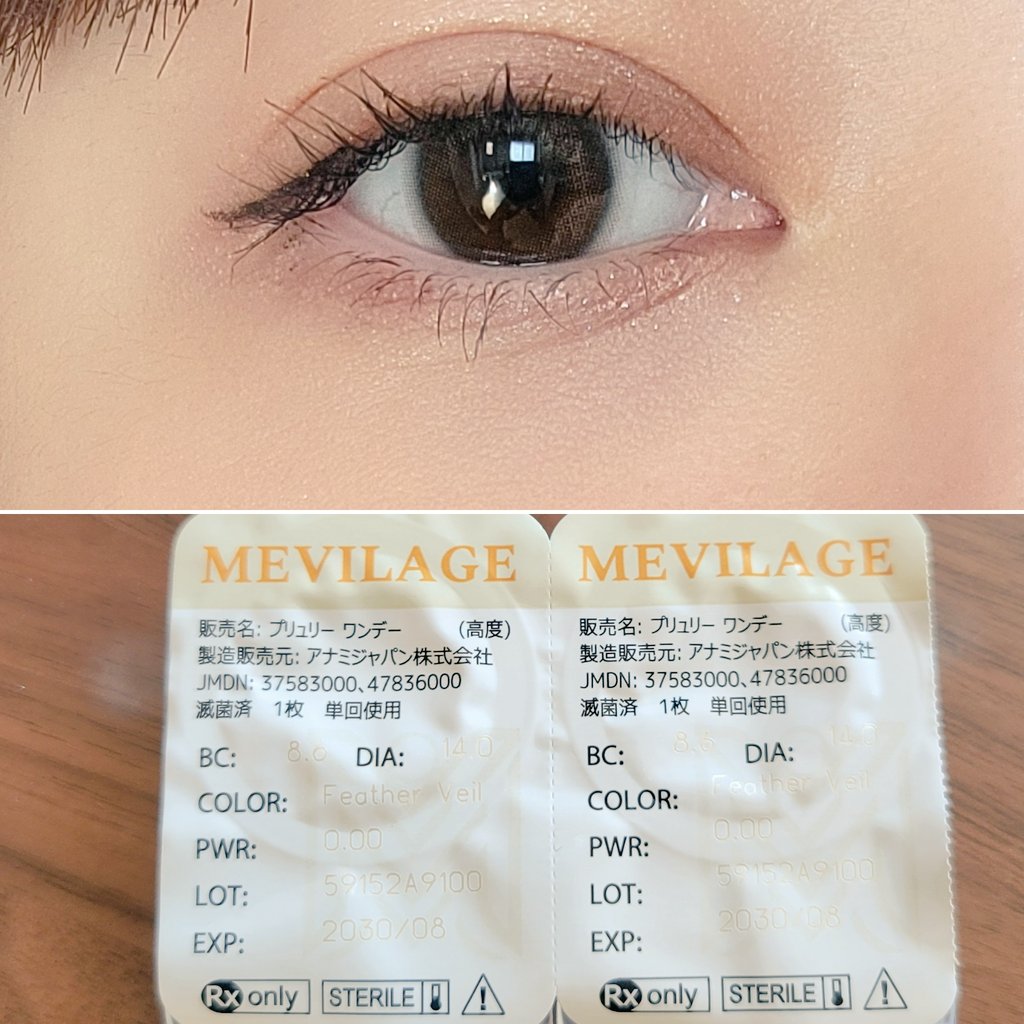 MEVILAGE
販売名: プリュリー ワンデー (高度)
製造販売元: アナミジャパン株式会社
JMDN: 37583000、47836000
滅菌済 1枚 単回使用
BC: 8.6 DIA: 14.0
COLOR: Feather Veil
PWR: 0.00
LOT: 59152A9100
EXP: 2030/08
Rx only STERILE
MEVILAGE
販売名: プリュリー ワンデー (高度)
製造販売元: アナミジャパン株式会社
JMDN: 37583000、47836000
滅菌済 1枚 単回使用
BC: 8.6 DIA: 14.0
COLOR: Feather Veil
PWR: 0.00
LOT: 59152A9100
EXP: 2030/08
Rx only STERILE